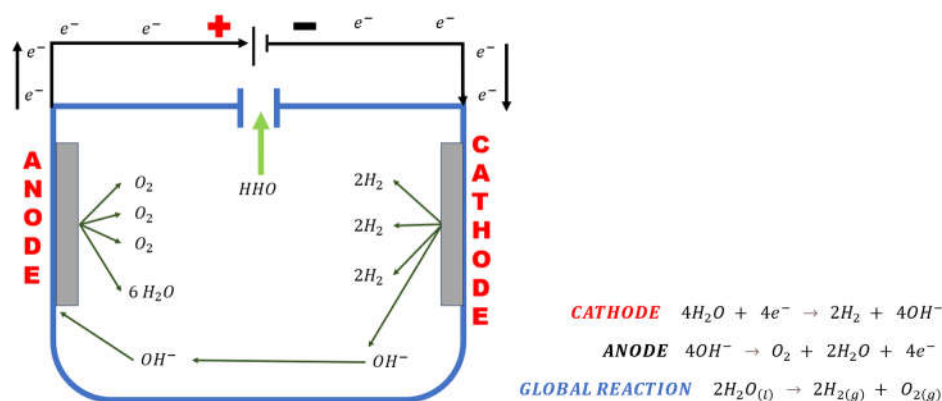 e⁻ e⁻ + − e⁻ e⁻
e⁻ e⁻
e⁻ e⁻
ANODE
CATHODE
HHO
O₂ 2H₂
O₂ 2H₂
O₂
2H₂
6 H₂O
OH⁻ OH⁻
CATHODE 4H₂O + 4e⁻ → 2H₂ + 4OH⁻
ANODE 4OH⁻ → O₂ + 2H₂O + 4e⁻
GLOBAL REACTION 2H₂O₍l₎ → 2H₂₍g₎ + O₂₍g₎